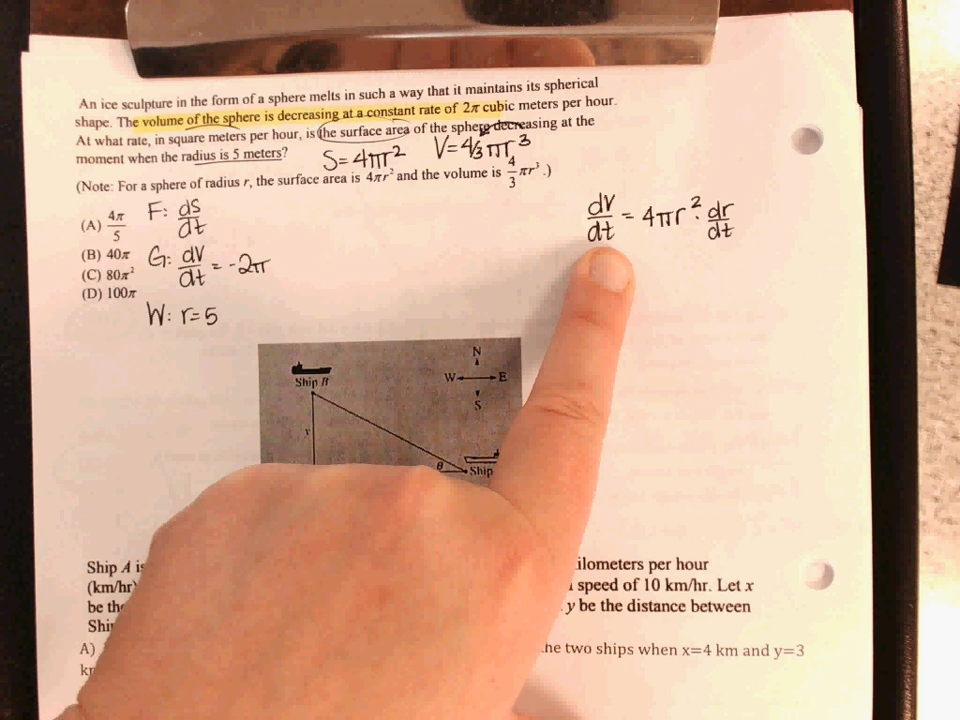 An ice sculpture in the form of a sphere melts in such a way that it maintains its spherical
shape. The volume of the sphere is decreasing at a constant rate of 2π cubic meters per hour.
At what rate, in square meters per hour, is the surface area of the sphere decreasing at the
moment when the radius is 5 meters?
S=4πr² V=4/3πr³
(Note: For a sphere of radius r, the surface area is 4πr² and the volume is 4/3 πr³.)
(A) 4π/5
(B) 40π
(C) 80π²
(D) 100π
F: dS/dt
G: dV/dt = -2π
W: r=5
dV/dt = 4πr². dr/dt
N
W E
S
Ship B
y
θ
Ship
Ship A is ilometers per hour
(km/hr) speed of 10 km/hr. Let x
be the y be the distance between
Shi
A) he two ships when x=4 km and y=3